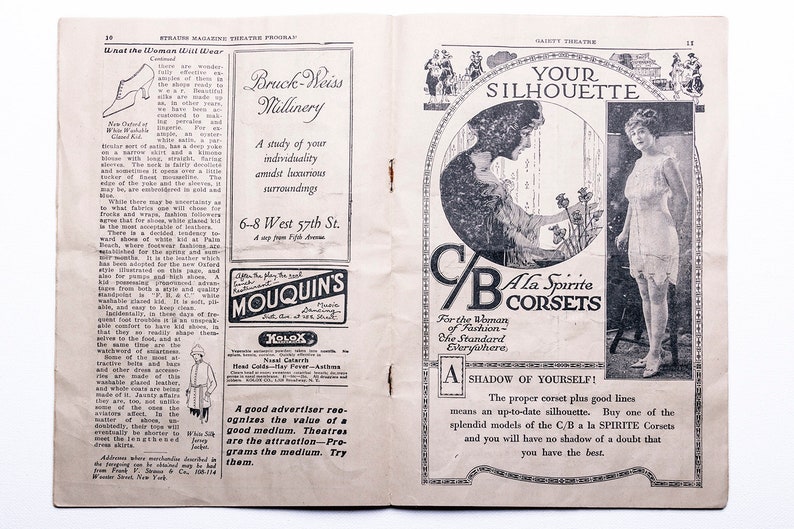 10 STRAUSS MAGAZINE THEATRE PROGRAM
What the Woman Will Wear
Continued
there are wonder-
fully effective ex-
amples of them in
the shops ready to
wear. Beautiful
silks are made up
as, in other years,
we have been ac-
customed to mak-
ing percales and
lingerie. For ex-
ample, an oyster-
white satin, a par-
New Oxford of
White Washable
Glazed Kid.
ticular sort of satin, has a deep yoke
on a narrow skirt and a kimono
blouse with long, straight, flaring
sleeves. The neck is fairly decolleté
and sometimes it opens over a little
tucker of finest mousseline. The
edge of the yoke and the sleeves, it
may be, are embroidered in gold and
blue.
While there may be uncertainty as
to what fabrics one will chose for
frocks and wraps, fashion followers
agree that for shoes, white glazed kid
is the most acceptable of leathers.
There is a decided tendency to-
ward shoes of white kid at Palm
Beach, where footwear fashions are
established for the spring and sum-
mer months. It is the leather which
has been adopted for the new Oxford
style illustrated on this page, and
also for pumps and high shoes. A
kid possessing pronounced advan-
tages from both a style and quality
standpoint is "F. B. & C." white
washable glazed kid. It is soft, pli-
able, and easy to keep clean.
Incidentally, in these days of fre-
quent foot troubles it is an unspeak-
able comfort to have kid shoes, in
that they so readily shape them-
selves to the foot, and at
the same time are the
watchword of smartness.
Some of the most at-
tractive belts and bags
and other dress accesso-
ries are made of this
washable glazed leather,
and whole coats are being
made of it. Jaunty affairs
they are, too, not unlike
some of the ones the
aviators affect. In the
matter of shoes, un-
doubtedly, their tops will
eventually be shorter to
meet the lengthened
dress skirts.
White Silk
Jersey
Jacket.
Addresses where merchandise described in
the foregoing can be obtained may be had
from Frank V. Strauss & Co., 108-114
Wooster Street, New York.
Bruck-Weiss
Millinery
A study of your
individuality
amidst luxurious
surroundings
6-8 West 57th St.
A step from Fifth Avenue.
After the play, the real
French
Restaurant
MOUQUIN'S
Music
Dancing
Sixth Ave. at 28th Street
KOLOX
Vegetable antiseptic powder; taken into nostrils. No
opium, heroin, cocaine. Quickly effective in
Nasal Catarrh
Head Colds—Hay Fever—Asthma
KOLOX CO., 1328 Broadway, N. Y.
A good advertiser rec-
ognizes the value of a
good medium. Theatres
are the attraction—Pro-
grams the medium. Try
them.
GAIETY THEATRE 11
YOUR
SILHOUETTE
C/B A la Spirite
CORSETS
For the Woman
of Fashion—
The Standard
Everywhere
A SHADOW OF YOURSELF!
The proper corset plus good lines
means an up-to-date silhouette. Buy one of the
splendid models of the C/B a la SPIRITE Corsets
and you will have no shadow of a doubt that
you have the best.